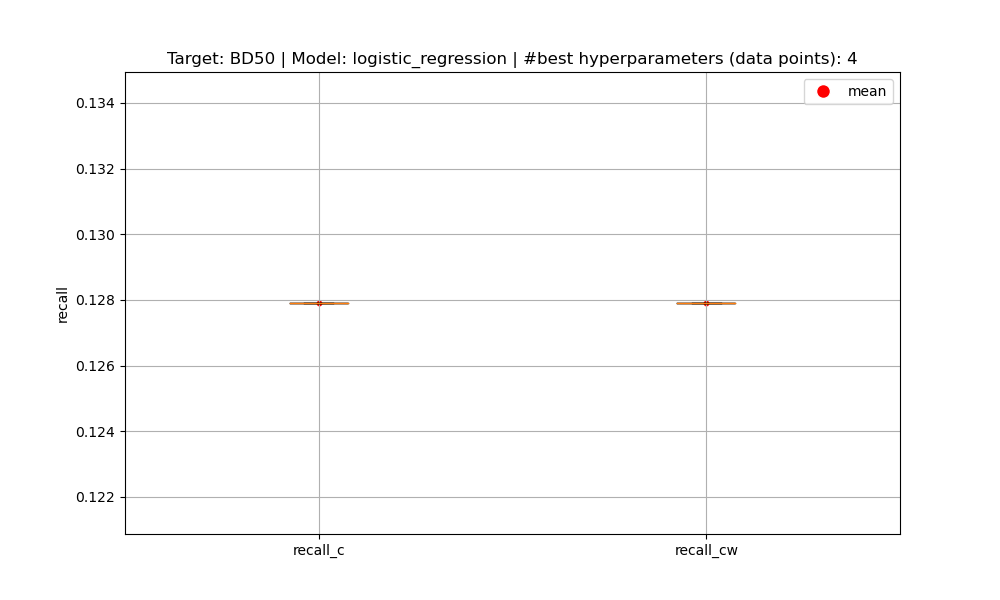 Target: BD50 | Model: logistic_regression | #best hyperparameters (data points): 4
mean
0.134
0.132
0.130
0.128
0.126
0.124
0.122
recall
recall_c
recall_cw